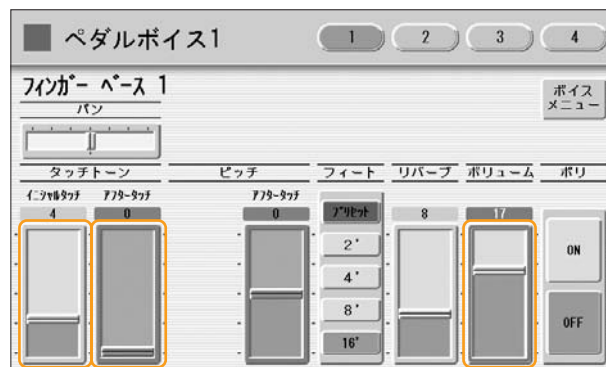 ペダルボイス1 1 2 3 4
フィンガー ベース 1
ボイス
メニュー
パン
タッチトーン ピッチ フィート リバーブ ボリューム ポリ
イニシャルタッチ アフタータッチ アフタータッチ
4 0 0 プリセット 8 17
2'
4'
8'
16'
ON
OFF